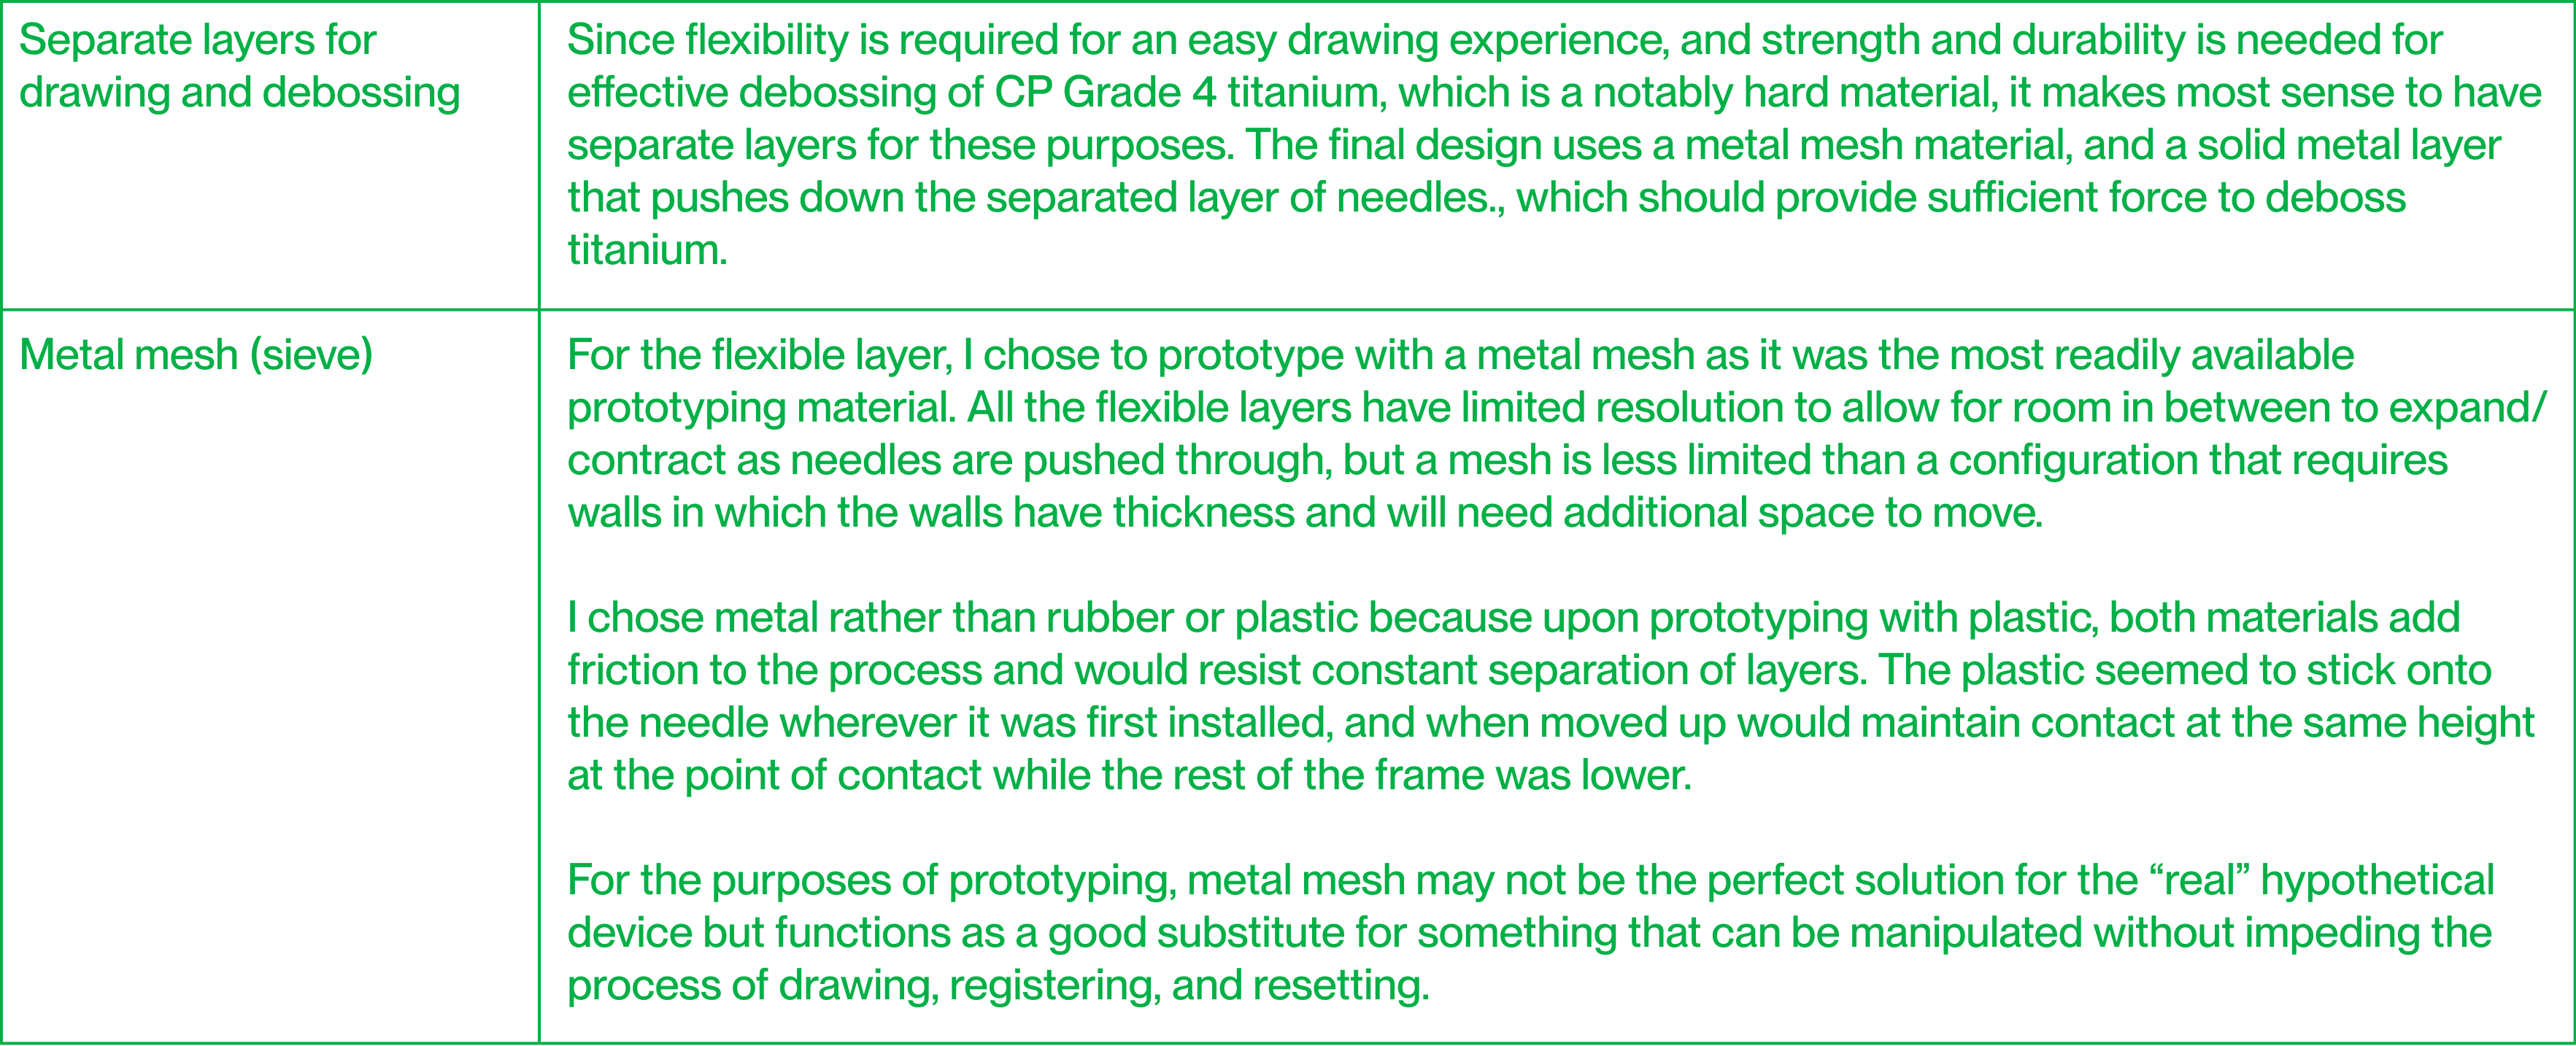 Separate layers for
drawing and debossing
Since flexibility is required for an easy drawing experience, and strength and durability is needed for
effective debossing of CP Grade 4 titanium, which is a notably hard material, it makes most sense to have
separate layers for these purposes. The final design uses a metal mesh material, and a solid metal layer
that pushes down the separated layer of needles., which should provide sufficient force to deboss
titanium.
Metal mesh (sieve)
For the flexible layer, I chose to prototype with a metal mesh as it was the most readily available
prototyping material. All the flexible layers have limited resolution to allow for room in between to expand/
contract as needles are pushed through, but a mesh is less limited than a configuration that requires
walls in which the walls have thickness and will need additional space to move.
I chose metal rather than rubber or plastic because upon prototyping with plastic, both materials add
friction to the process and would resist constant separation of layers. The plastic seemed to stick onto
the needle wherever it was first installed, and when moved up would maintain contact at the same height
at the point of contact while the rest of the frame was lower.
For the purposes of prototyping, metal mesh may not be the perfect solution for the “real” hypothetical
device but functions as a good substitute for something that can be manipulated without impeding the
process of drawing, registering, and resetting.